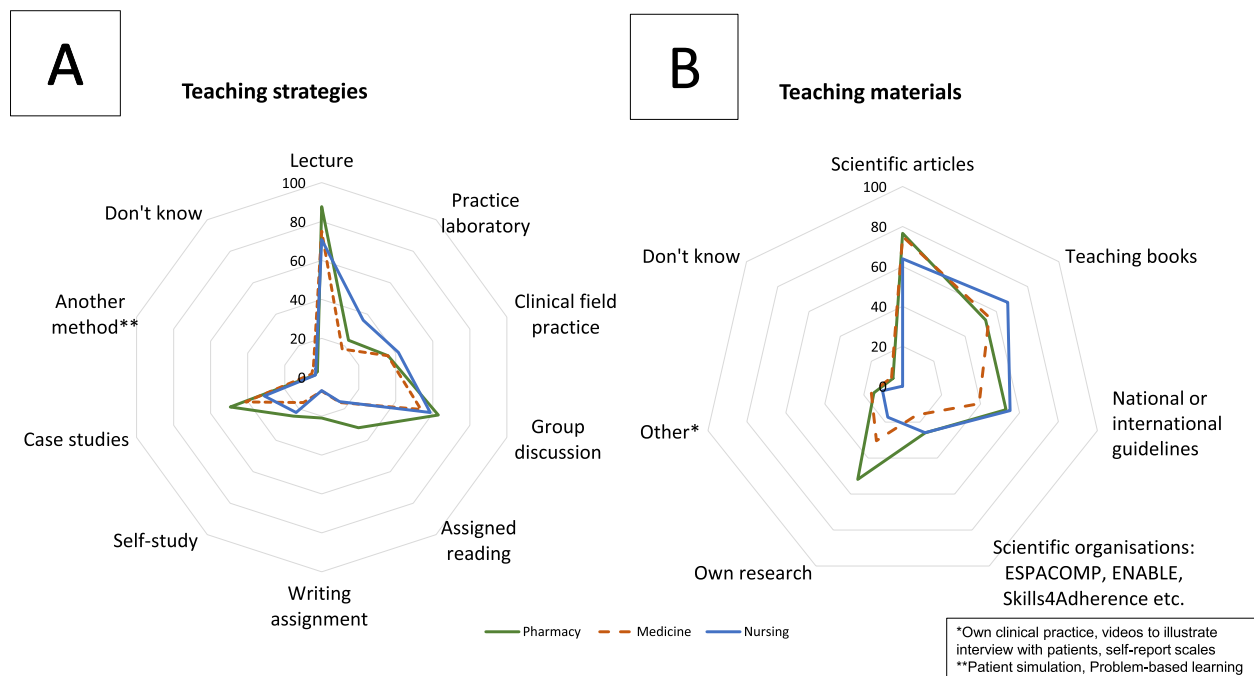 A
Teaching strategies
Lecture
100
80
60
40
20
0
Practice
laboratory
Clinical field
practice
Group
discussion
Assigned
reading
Writing
assignment
Self-study
Case studies
Another
method**
Don't know
B
Teaching materials
Scientific articles
100
80
60
40
20
0
Teaching books
National or
international
guidelines
Scientific organisations:
ESPACOMP, ENABLE,
Skills4Adherence etc.
Own research
Other*
Don't know
Pharmacy
Medicine
Nursing
*Own clinical practice, videos to illustrate
interview with patients, self-report scales
**Patient simulation, Problem-based learning